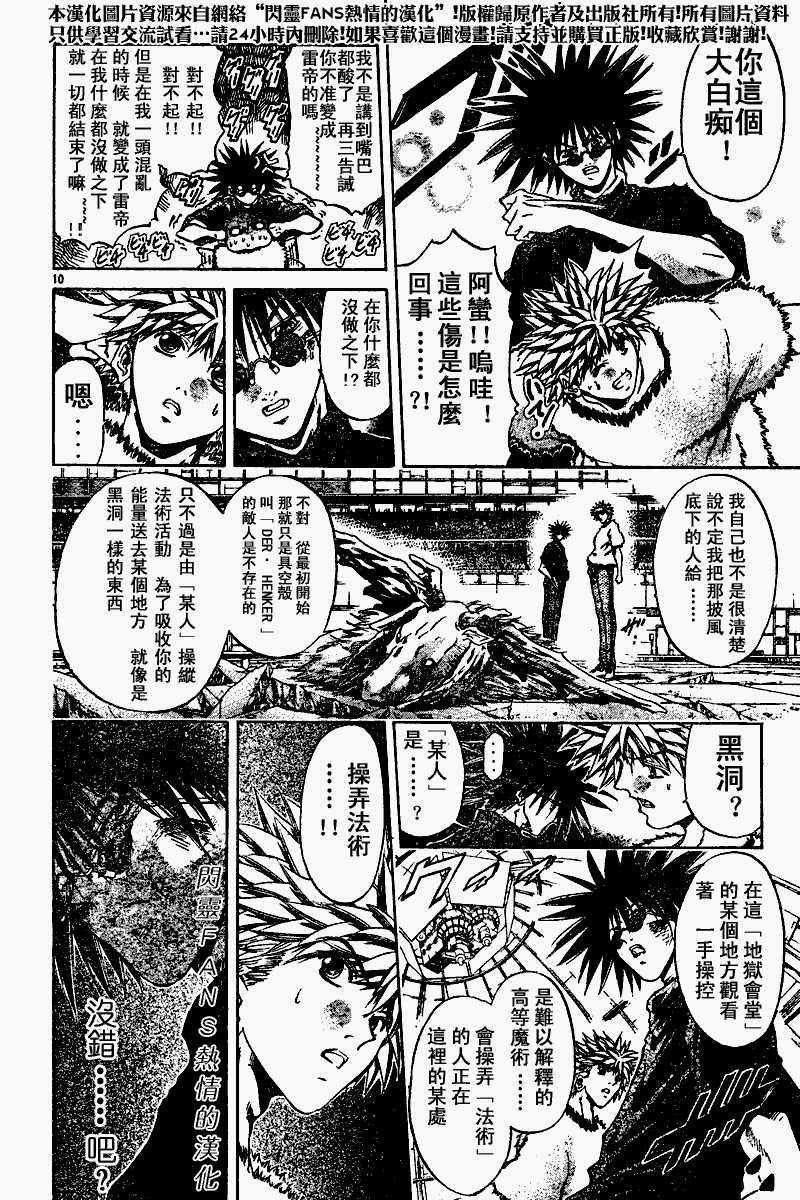 本漢化圖片資源來自網絡“閃靈FANS熱情的漢化”!版權歸原作者及出版社所有!所有圖片資料
只供學習交流試看…請24小時內刪除!如果喜歡這個漫畫!請支持並購買正版!收藏欣賞!謝謝!
你這個
大白痴！
阿蠻!!嗚哇！
這些傷是怎麼
回事……?!
我不是講到嘴巴
都酸了 再三告誡
你不准變成
雷帝的嗎~~~
對不起!!
對不起!!
但是在我一頭混亂
的時候 就變成了雷帝
在我什麼都沒做之下
就一切都結束了嘛…!!
ビチ
ビチ
ビチ
ビチ
10
在你什麼都
沒做之下!?
嗯……
我自己也不是很清楚
說不定我把那披風
底下的人給……
不對 從最初開始
那就只是具空殼
叫「DER・HENKER」
的敵人是不存在的
只不過是由「某人」操縱
法術活動 為了吸收你的
能量送去某個地方 就像是
黑洞一樣的東西
黑洞？
……
「某人」
是……？
在這「地獄會堂」
的某個地方觀看
著 一手操控
是難以解釋的
高等魔術……
會操弄「法術」
的人正在
這裡的某處
操弄法術
……!!
閃靈FANS熱情的漢化
沒錯……吧？